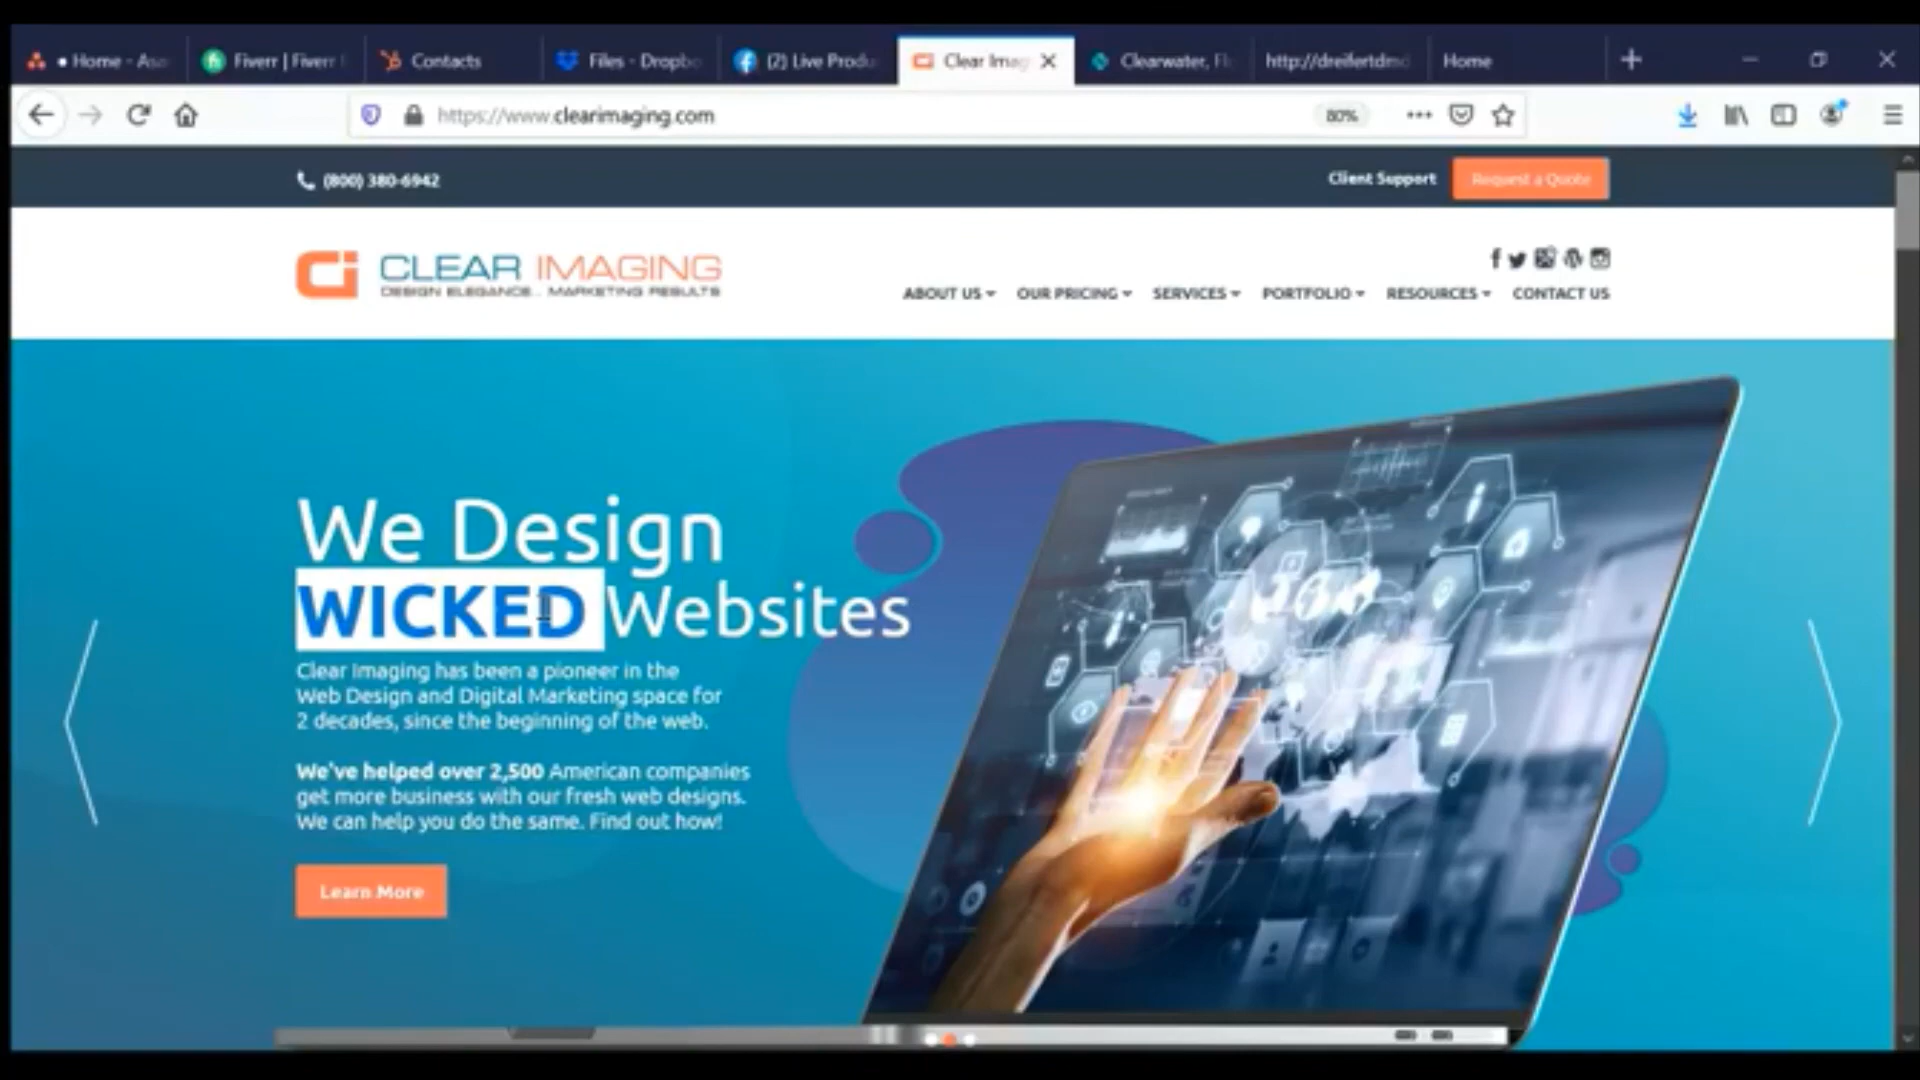 Home - Asa
Fiverr | Fiverr
Contacts
Files - Dropbo
(2) Live Produ
Clear Imag
Clearwater, Fl
http://dreifertdmd
Home
https://www.clearimaging.com
80%
(800) 380-6942
Client Support
Request a Quote
CLEAR IMAGING
DESIGN ELEGANCE... MARKETING RESULTS
ABOUT US
OUR PRICING
SERVICES
PORTFOLIO
RESOURCES
CONTACT US
We Design
WICKED Websites
Clear Imaging has been a pioneer in the
Web Design and Digital Marketing space for
2 decades, since the beginning of the web.
We've helped over 2,500 American companies
get more business with our fresh web designs.
We can help you do the same. Find out how!
Learn More